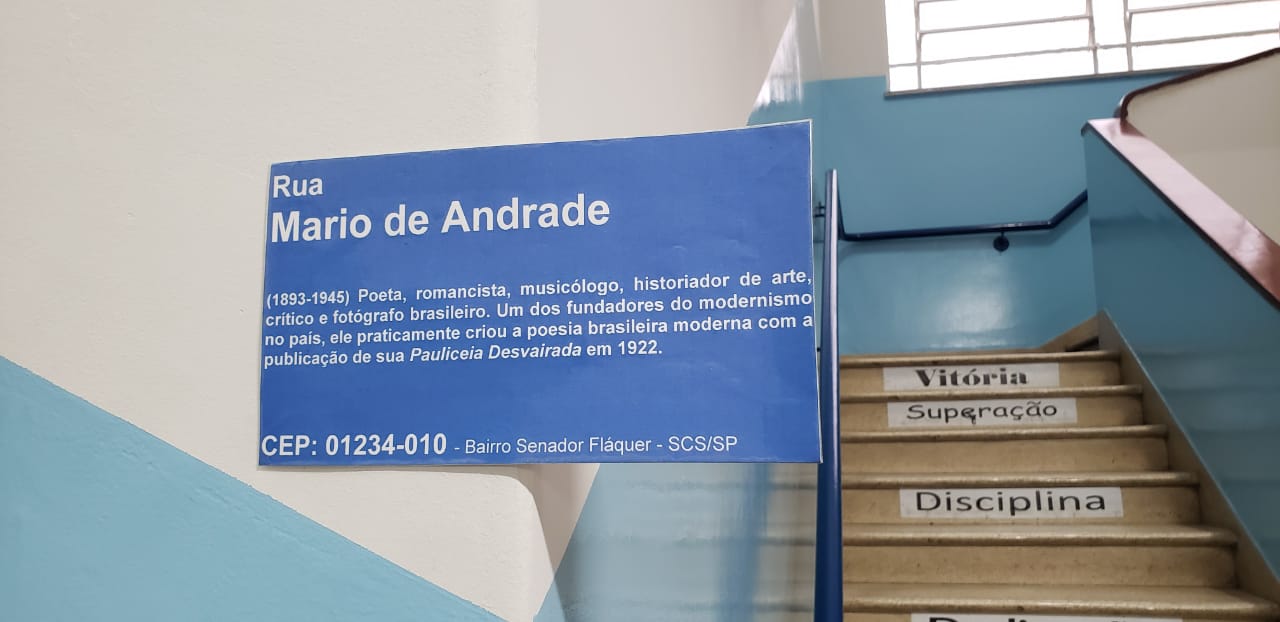 Rua
Mario de Andrade
(1893-1945) Poeta, romancista, musicólogo, historiador de arte,
crítico e fotógrafo brasileiro. Um dos fundadores do modernismo
no país, ele praticamente criou a poesia brasileira moderna com a
publicação de sua Pauliceia Desvairada em 1922.
CEP: 01234-010 - Bairro Senador Fláquer - SCS/SP
Vitória
Superação
Disciplina